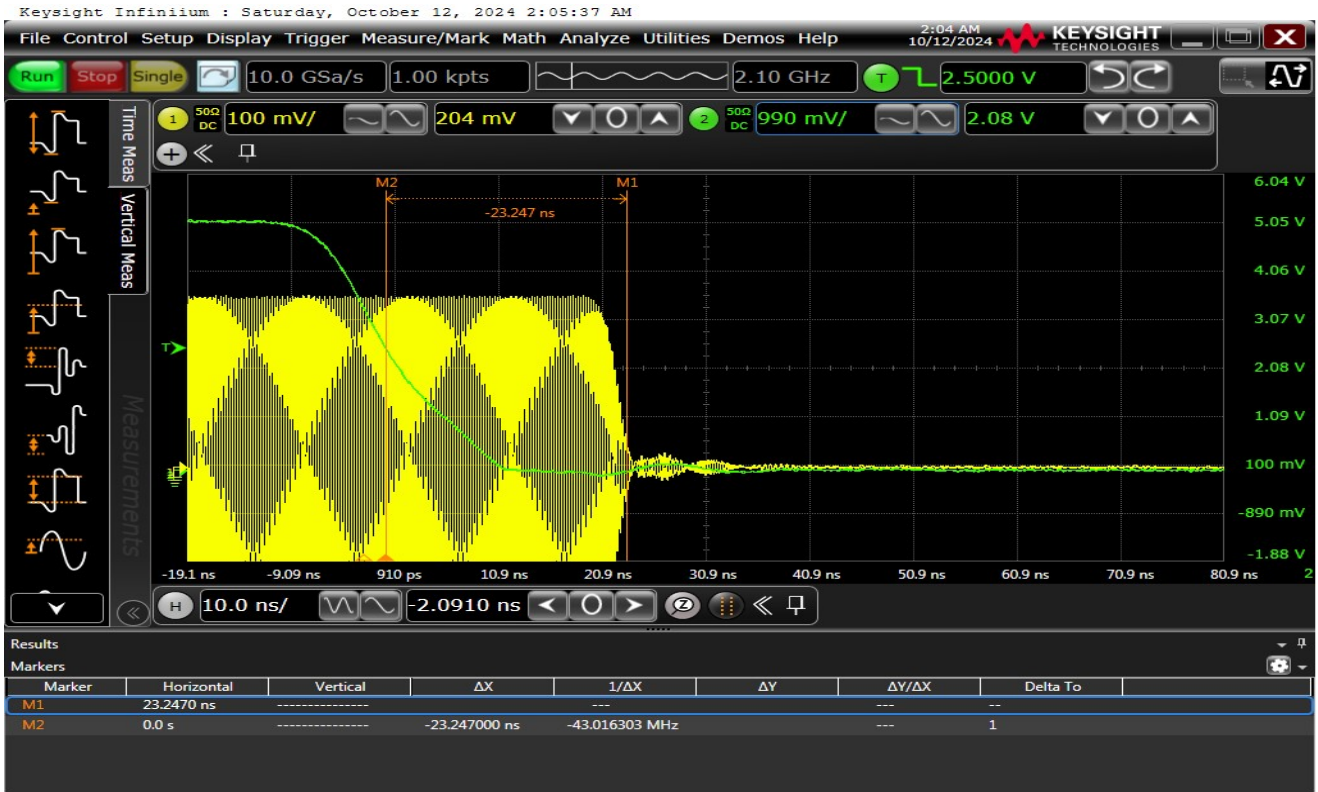 Keysight Infiniium : Saturday, October 12, 2024 2:05:37 AM
File Control Setup Display Trigger Measure/Mark Math Analyze Utilities Demos Help
2:04 AM
10/12/2024
KEYSIGHT
TECHNOLOGIES
Run Stop Single 10.0 GSa/s 1.00 kpts 2.10 GHz T 2.5000 V
1 50Ω DC 100 mV/ 204 mV 2 50Ω DC 990 mV/ 2.08 V
Time Meas
Vertical Meas
Measurements
M2 M1
-23.247 ns
6.04 V
5.05 V
4.06 V
3.07 V
T
2.08 V
1.09 V
100 mV
-890 mV
-1.88 V
-19.1 ns -9.09 ns 910 ps 10.9 ns 20.9 ns 30.9 ns 40.9 ns 50.9 ns 60.9 ns 70.9 ns 80.9 ns 2
H 10.0 ns/ -2.0910 ns Z
Results
Markers
Marker Horizontal Vertical ΔX 1/ΔX ΔY ΔY/ΔX Delta To
M1 23.2470 ns --------------- --- --- --
M2 0.0 s --------------- -23.247000 ns -43.016303 MHz --- 1